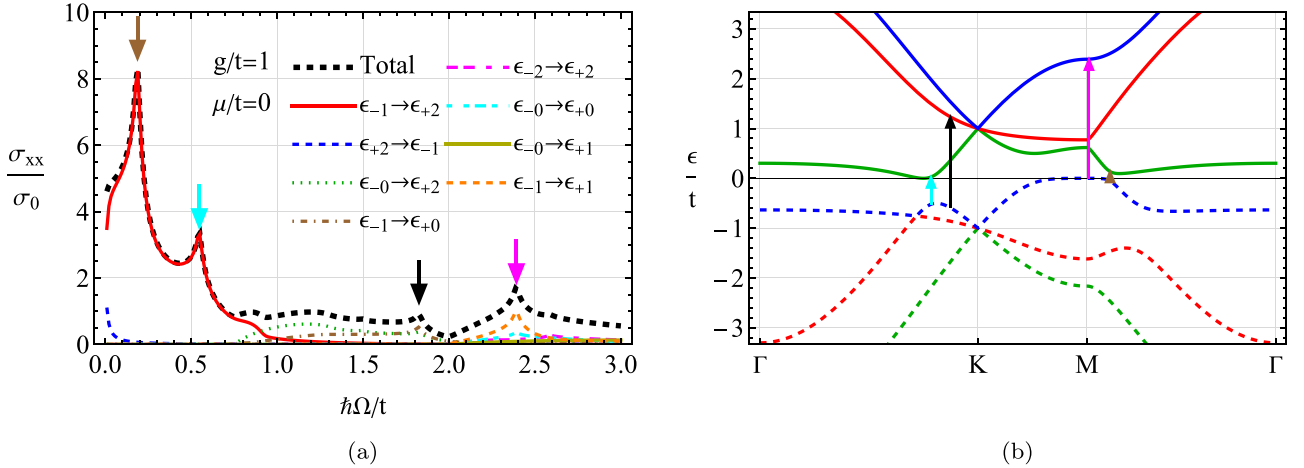 10
8
6
4
2
0
σxx
σ0
g/t=1
μ/t=0
Total
ϵ−1→ϵ+2
ϵ+2→ϵ−1
ϵ−0→ϵ+2
ϵ−1→ϵ+0
ϵ−2→ϵ+2
ϵ−0→ϵ+0
ϵ−0→ϵ+1
ϵ−1→ϵ+1
0.0 0.5 1.0 1.5 2.0 2.5 3.0
ℏΩ/t
(a)
3
2
1
0
−1
−2
−3
ϵ
t
Γ K M Γ
(b)